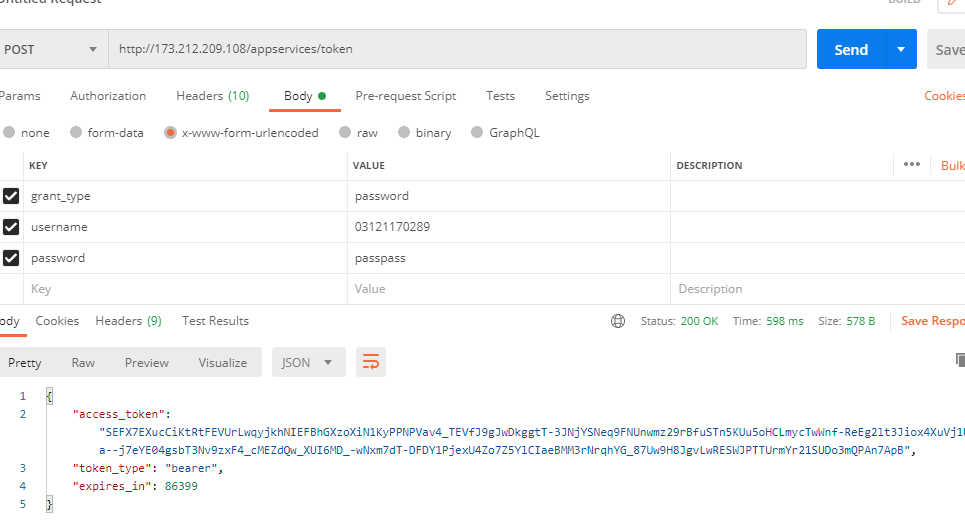 Untitled Request
BUILD
POST http://173.212.209.108/appservices/token Send Save
Params Authorization Headers (10) Body Pre-request Script Tests Settings Cookies
none form-data x-www-form-urlencoded raw binary GraphQL
KEY VALUE DESCRIPTION ••• Bulk
grant_type password
username 03121170289
password passpass
Key Value Description
Body Cookies Headers (9) Test Results Status: 200 OK Time: 598 ms Size: 578 B Save Respo
Pretty Raw Preview Visualize JSON
1 {
2 "access_token":
"SEFX7EXucCiKtRtFEVUrLwqyjkhNIEFBhGXzoXiN1KyPPNPVav4_TEVfJ9gJwDkggtT-3JNjYSNeq9FNUnwmz29rBfuSTn5KUu5oHCLmycTwWnf-ReEg2lt3Jiox4XuVj1U
a--j7eYE04gsbT3Nv9zxF4_cMEZdQw_XUI6MD_-wNxm7dT-DFDY1PjexU4Zo7Z5YlCIaeBMM3rNrqhYG_87Uw9H8JgvLwRESWJPTTUrmYr21SUDo3mQPAn7ApB",
3 "token_type": "bearer",
4 "expires_in": 86399
5 }